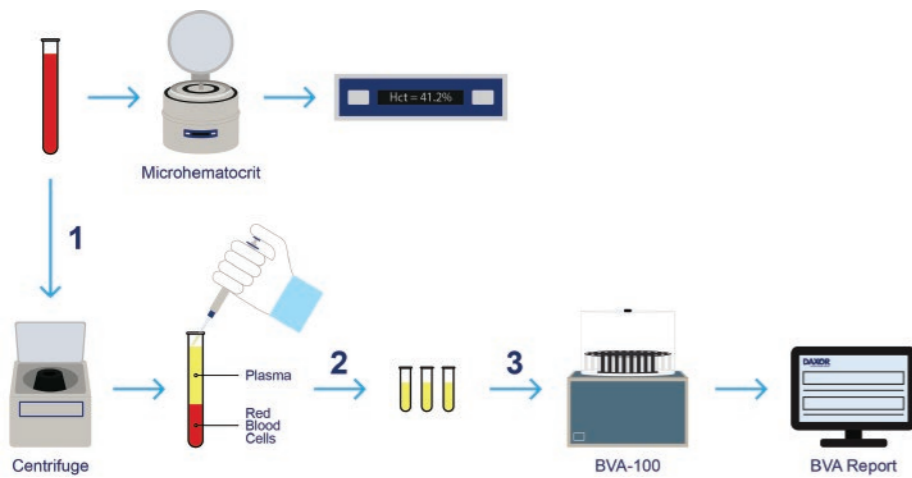 Hct = 41.2%
Microhematocrit
1
Plasma
Red
Blood
Cells
2
3
DAXOR
Centrifuge
BVA-100
BVA Report